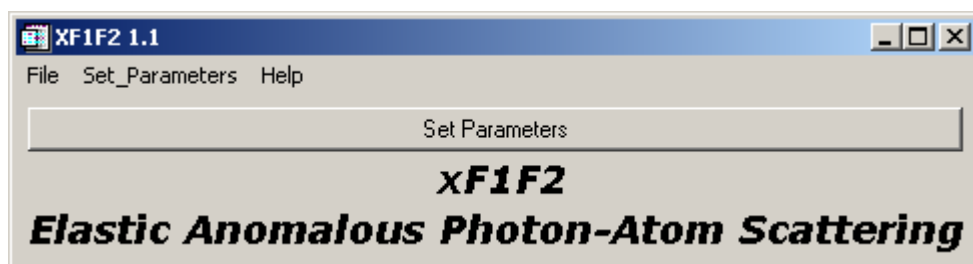 XF1F2 1.1
File Set_Parameters Help
Set Parameters
xF1F2
Elastic Anomalous Photon-Atom Scattering